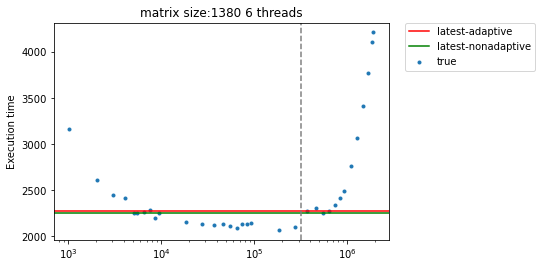 matrix size:1380 6 threads
latest-adaptive
latest-nonadaptive
true
Execution time
4000
3500
3000
2500
2000
10³ 10⁴ 10⁵ 10⁶